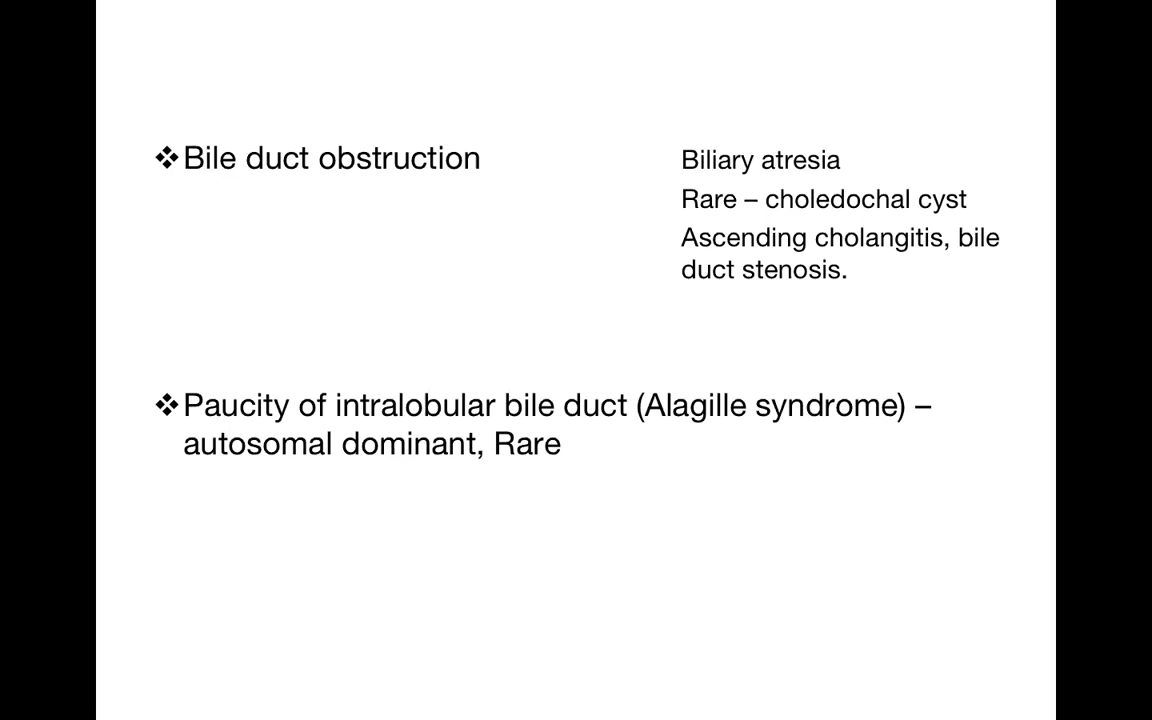 ❖Bile duct obstruction
Biliary atresia
Rare – choledochal cyst
Ascending cholangitis, bile
duct stenosis.
❖Paucity of intralobular bile duct (Alagille syndrome) –
autosomal dominant, Rare